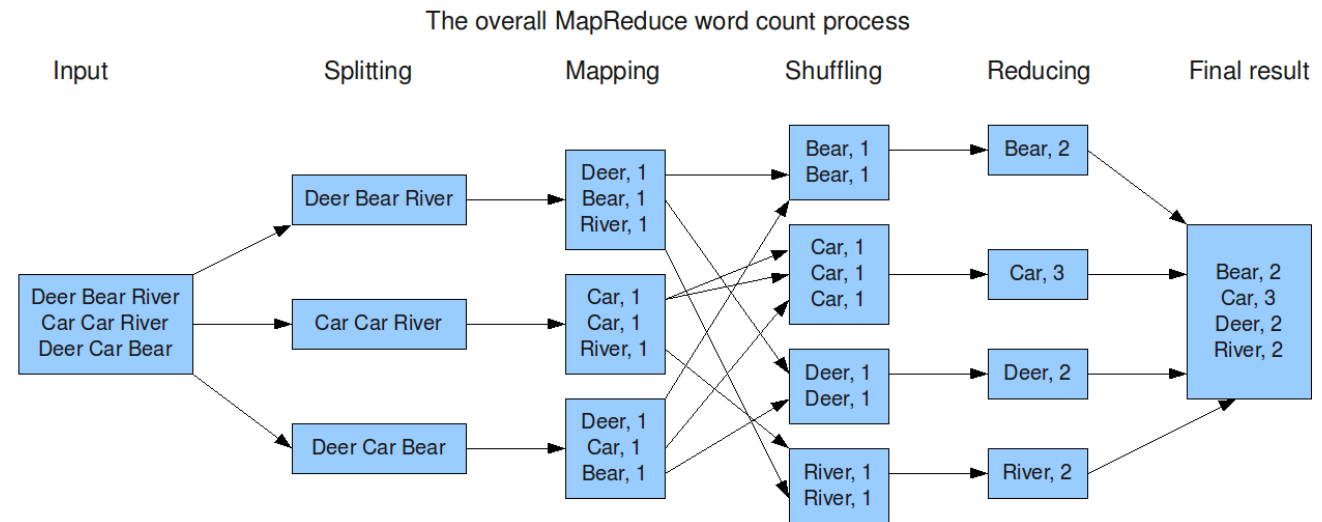 The overall MapReduce word count process
Input
Splitting
Mapping
Shuffling
Reducing
Final result
Deer Bear River
Car Car River
Deer Car Bear
Deer Bear River
Car Car River
Deer Car Bear
Deer, 1
Bear, 1
River, 1
Car, 1
Car, 1
River, 1
Deer, 1
Car, 1
Bear, 1
Bear, 1
Bear, 1
Car, 1
Car, 1
Car, 1
Deer, 1
Deer, 1
River, 1
River, 1
Bear, 2
Car, 3
Deer, 2
River, 2
Bear, 2
Car, 3
Deer, 2
River, 2